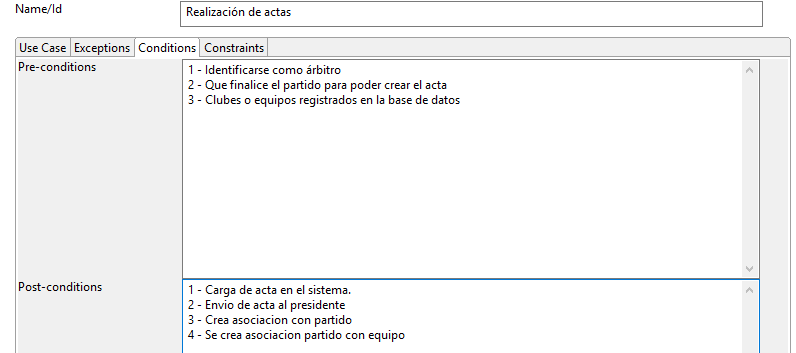 Name/Id
Realización de actas
Use Case Exceptions Conditions Constraints
Pre-conditions
1 - Identificarse como árbitro
2 - Que finalice el partido para poder crear el acta
3 - Clubes o equipos registrados en la base de datos
Post-conditions
1 - Carga de acta en el sistema.
2 - Envio de acta al presidente
3 - Crea asociacion con partido
4 - Se crea asociacion partido con equipo